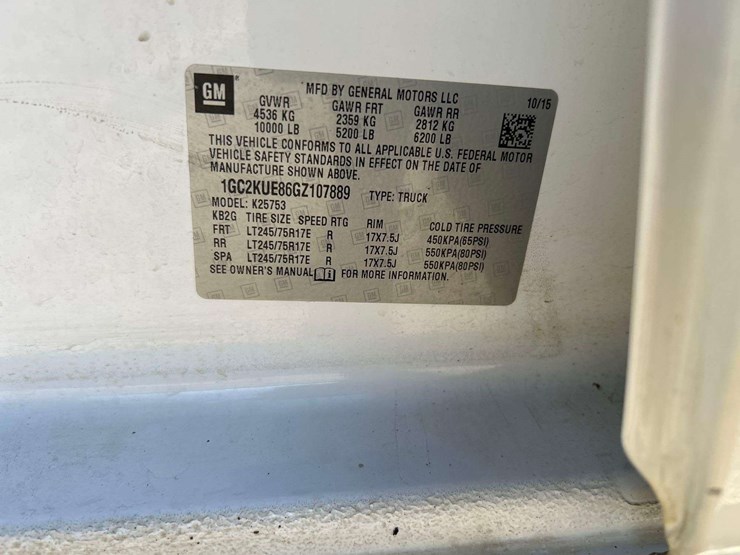 GM
MFD BY GENERAL MOTORS LLC 10/15
GVWR GAWR FRT GAWR RR
4536 KG 2359 KG 2812 KG
10000 LB 5200 LB 6200 LB
THIS VEHICLE CONFORMS TO ALL APPLICABLE U.S. FEDERAL MOTOR
VEHICLE SAFETY STANDARDS IN EFFECT ON THE DATE OF
MANUFACTURE SHOWN ABOVE.
1GC2KUE86GZ107889 TYPE: TRUCK
MODEL: K25753
KB2G TIRE SIZE SPEED RTG RIM COLD TIRE PRESSURE
FRT LT245/75R17E R 17X7.5J 450KPA(65PSI)
RR LT245/75R17E R 17X7.5J 550KPA(80PSI)
SPA LT245/75R17E R 17X7.5J 550KPA(80PSI)
SEE OWNER'S MANUAL FOR MORE INFORMATION.